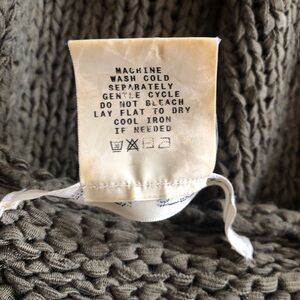 MACHINE
WASH COLD
SEPARATELY
GENTLE CYCLE
DO NOT BLEACH
LAY FLAT TO DRY
COOL IRON
IF NEEDED